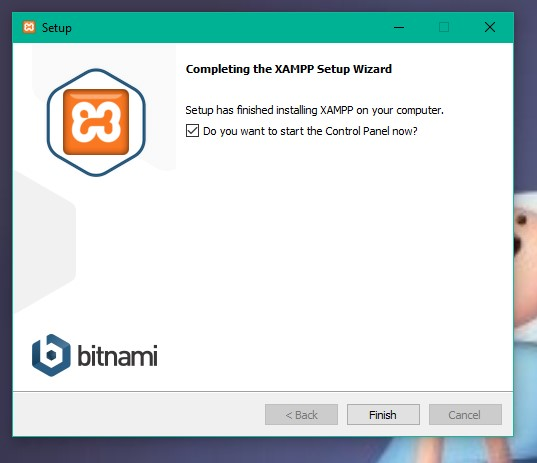 Setup
Completing the XAMPP Setup Wizard
Setup has finished installing XAMPP on your computer.
Do you want to start the Control Panel now?
bitnami
< Back
Finish
Cancel